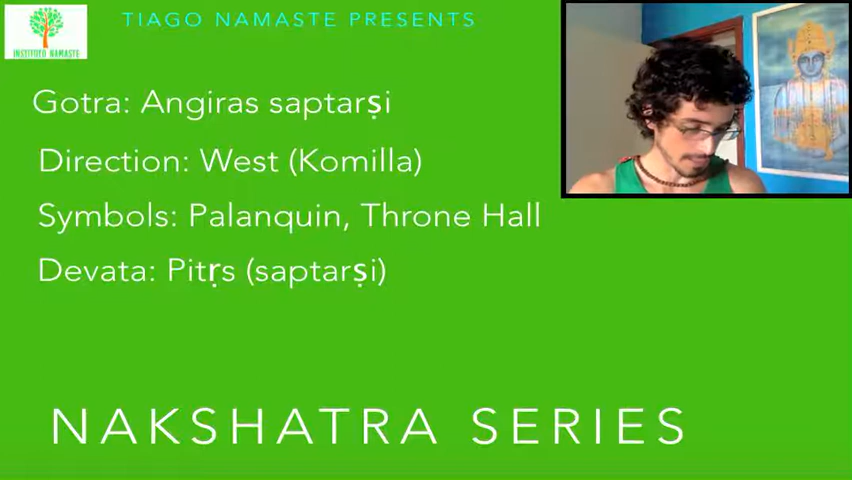 TIAGO NAMASTE PRESENTS
INSTITUTO NAMASTE
Gotra: Angiras saptarṣi
Direction: West (Komilla)
Symbols: Palanquin, Throne Hall
Devata: Pitṛs (saptarṣi)
NAKSHATRA SERIES